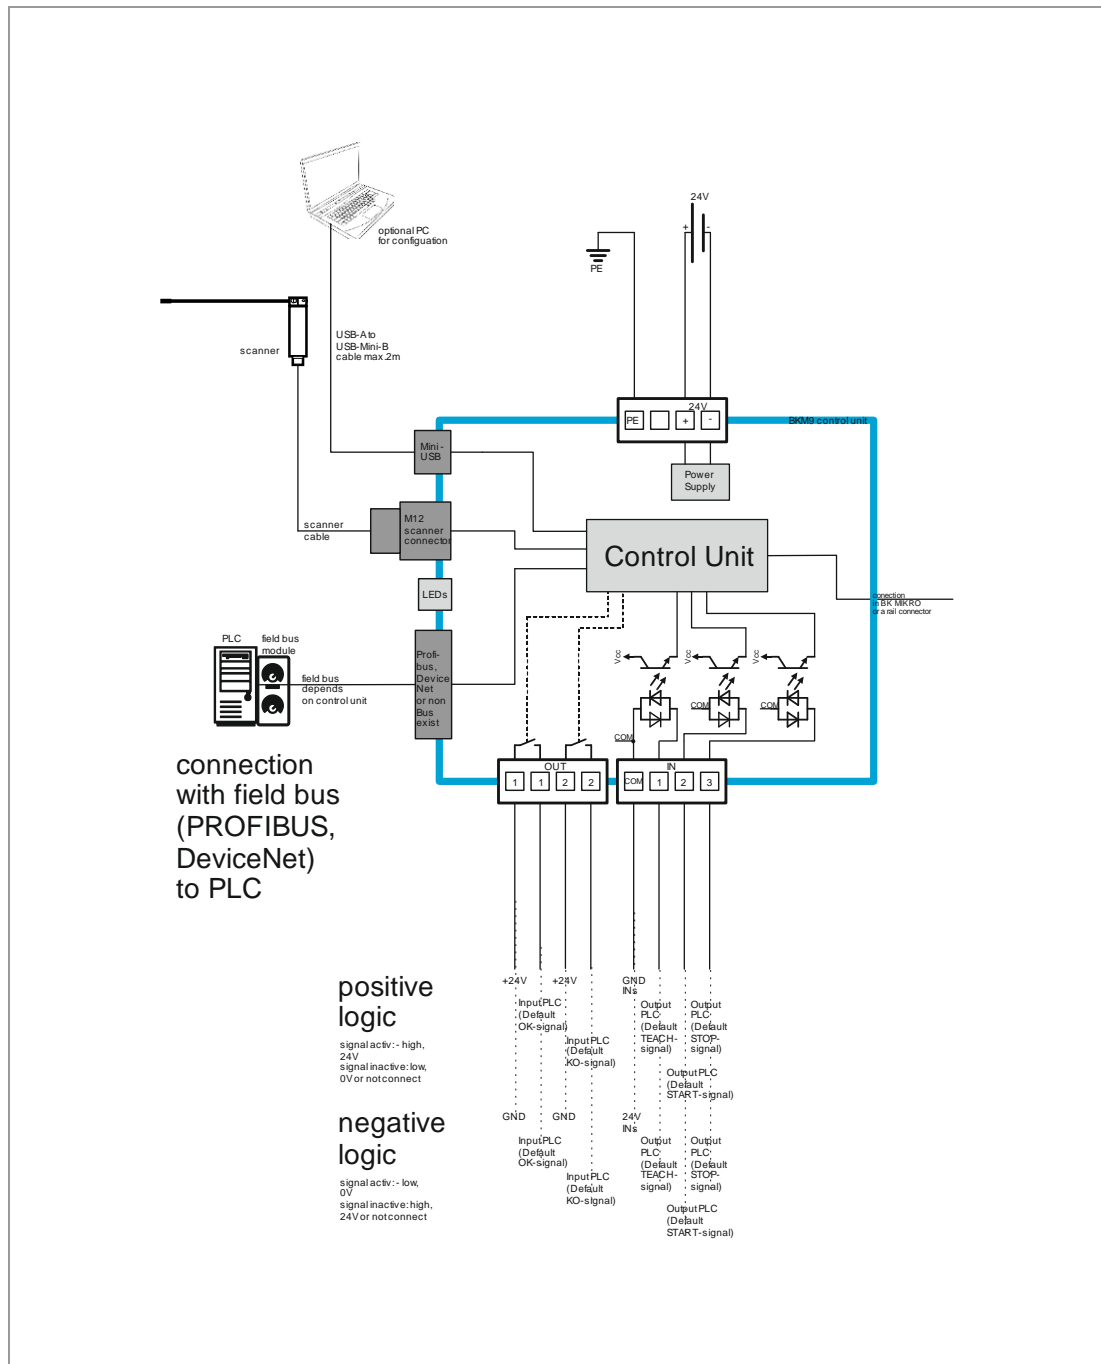 24V
+ -
optional PC
for configuation
PE
USB-A to
USB-Mini-B
cable max.2m
scanner
24V
PE + -
BKM9 control unit
Mini-
USB
Power
Supply
M12
scanner
connector
scanner
cable
Control Unit
LEDs
conection
in BK MIKRO
or a rail connector
PLC
field bus
module
field bus
depends
on control unit
Profi-
bus,
Device
Net
or non
Bus
exist
VCC
VCC
VCC
COM
COM
COM
OUT
1 1 2 2
IN
COM 1 2 3
connection
with field bus
(PROFIBUS,
DeviceNet)
to PLC
positive
logic
signal activ: - high,
24V
signal inactive: low,
0V or not connect
+24V
Input PLC
(Default
OK-signal)
+24V
Input PLC
(Default
KO-signal)
GND
INs
Output
PLC
(Default
TEACH-
signal)
Output PLC
(Default
START-signal)
Output
PLC
(Default
STOP-
signal)
negative
logic
signal activ: - low,
0V
signal inactive: high,
24V or not connect
GND
Input PLC
(Default
OK-signal)
GND
Input PLC
(Default
KO-signal)
24V
INs
Output
PLC
(Default
TEACH-
signal)
Output PLC
(Default
START-signal)
Output
PLC
(Default
STOP-
signal)